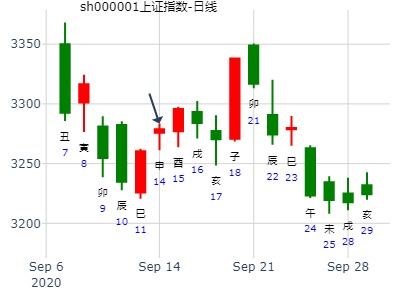 sh000001上证指数-日线
3350
3300
3250
3200
丑
7
寅
8
卯
9
辰
10
巳
11
申
14
酉
15
戌
16
亥
17
子
18
卯
21
辰
22
巳
23
午
24
未
25
戌
28
亥
29
Sep 6
2020
Sep 14
Sep 21
Sep 28